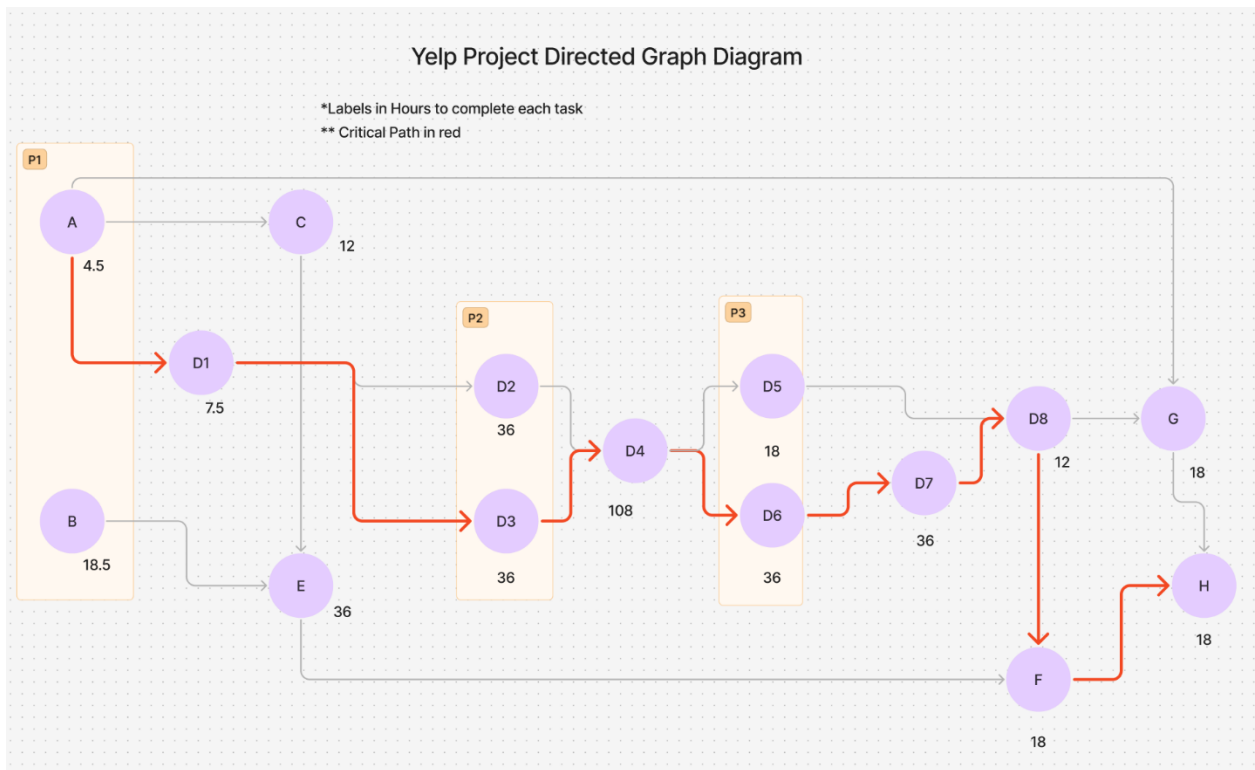 Yelp Project Directed Graph Diagram
*Labels in Hours to complete each task
** Critical Path in red
P1
A
4.5
C
12
D1
7.5
P2
D2
36
D3
36
D4
108
P3
D5
18
D6
36
D7
36
D8
12
G
18
B
18.5
E
36
H
18
F
18